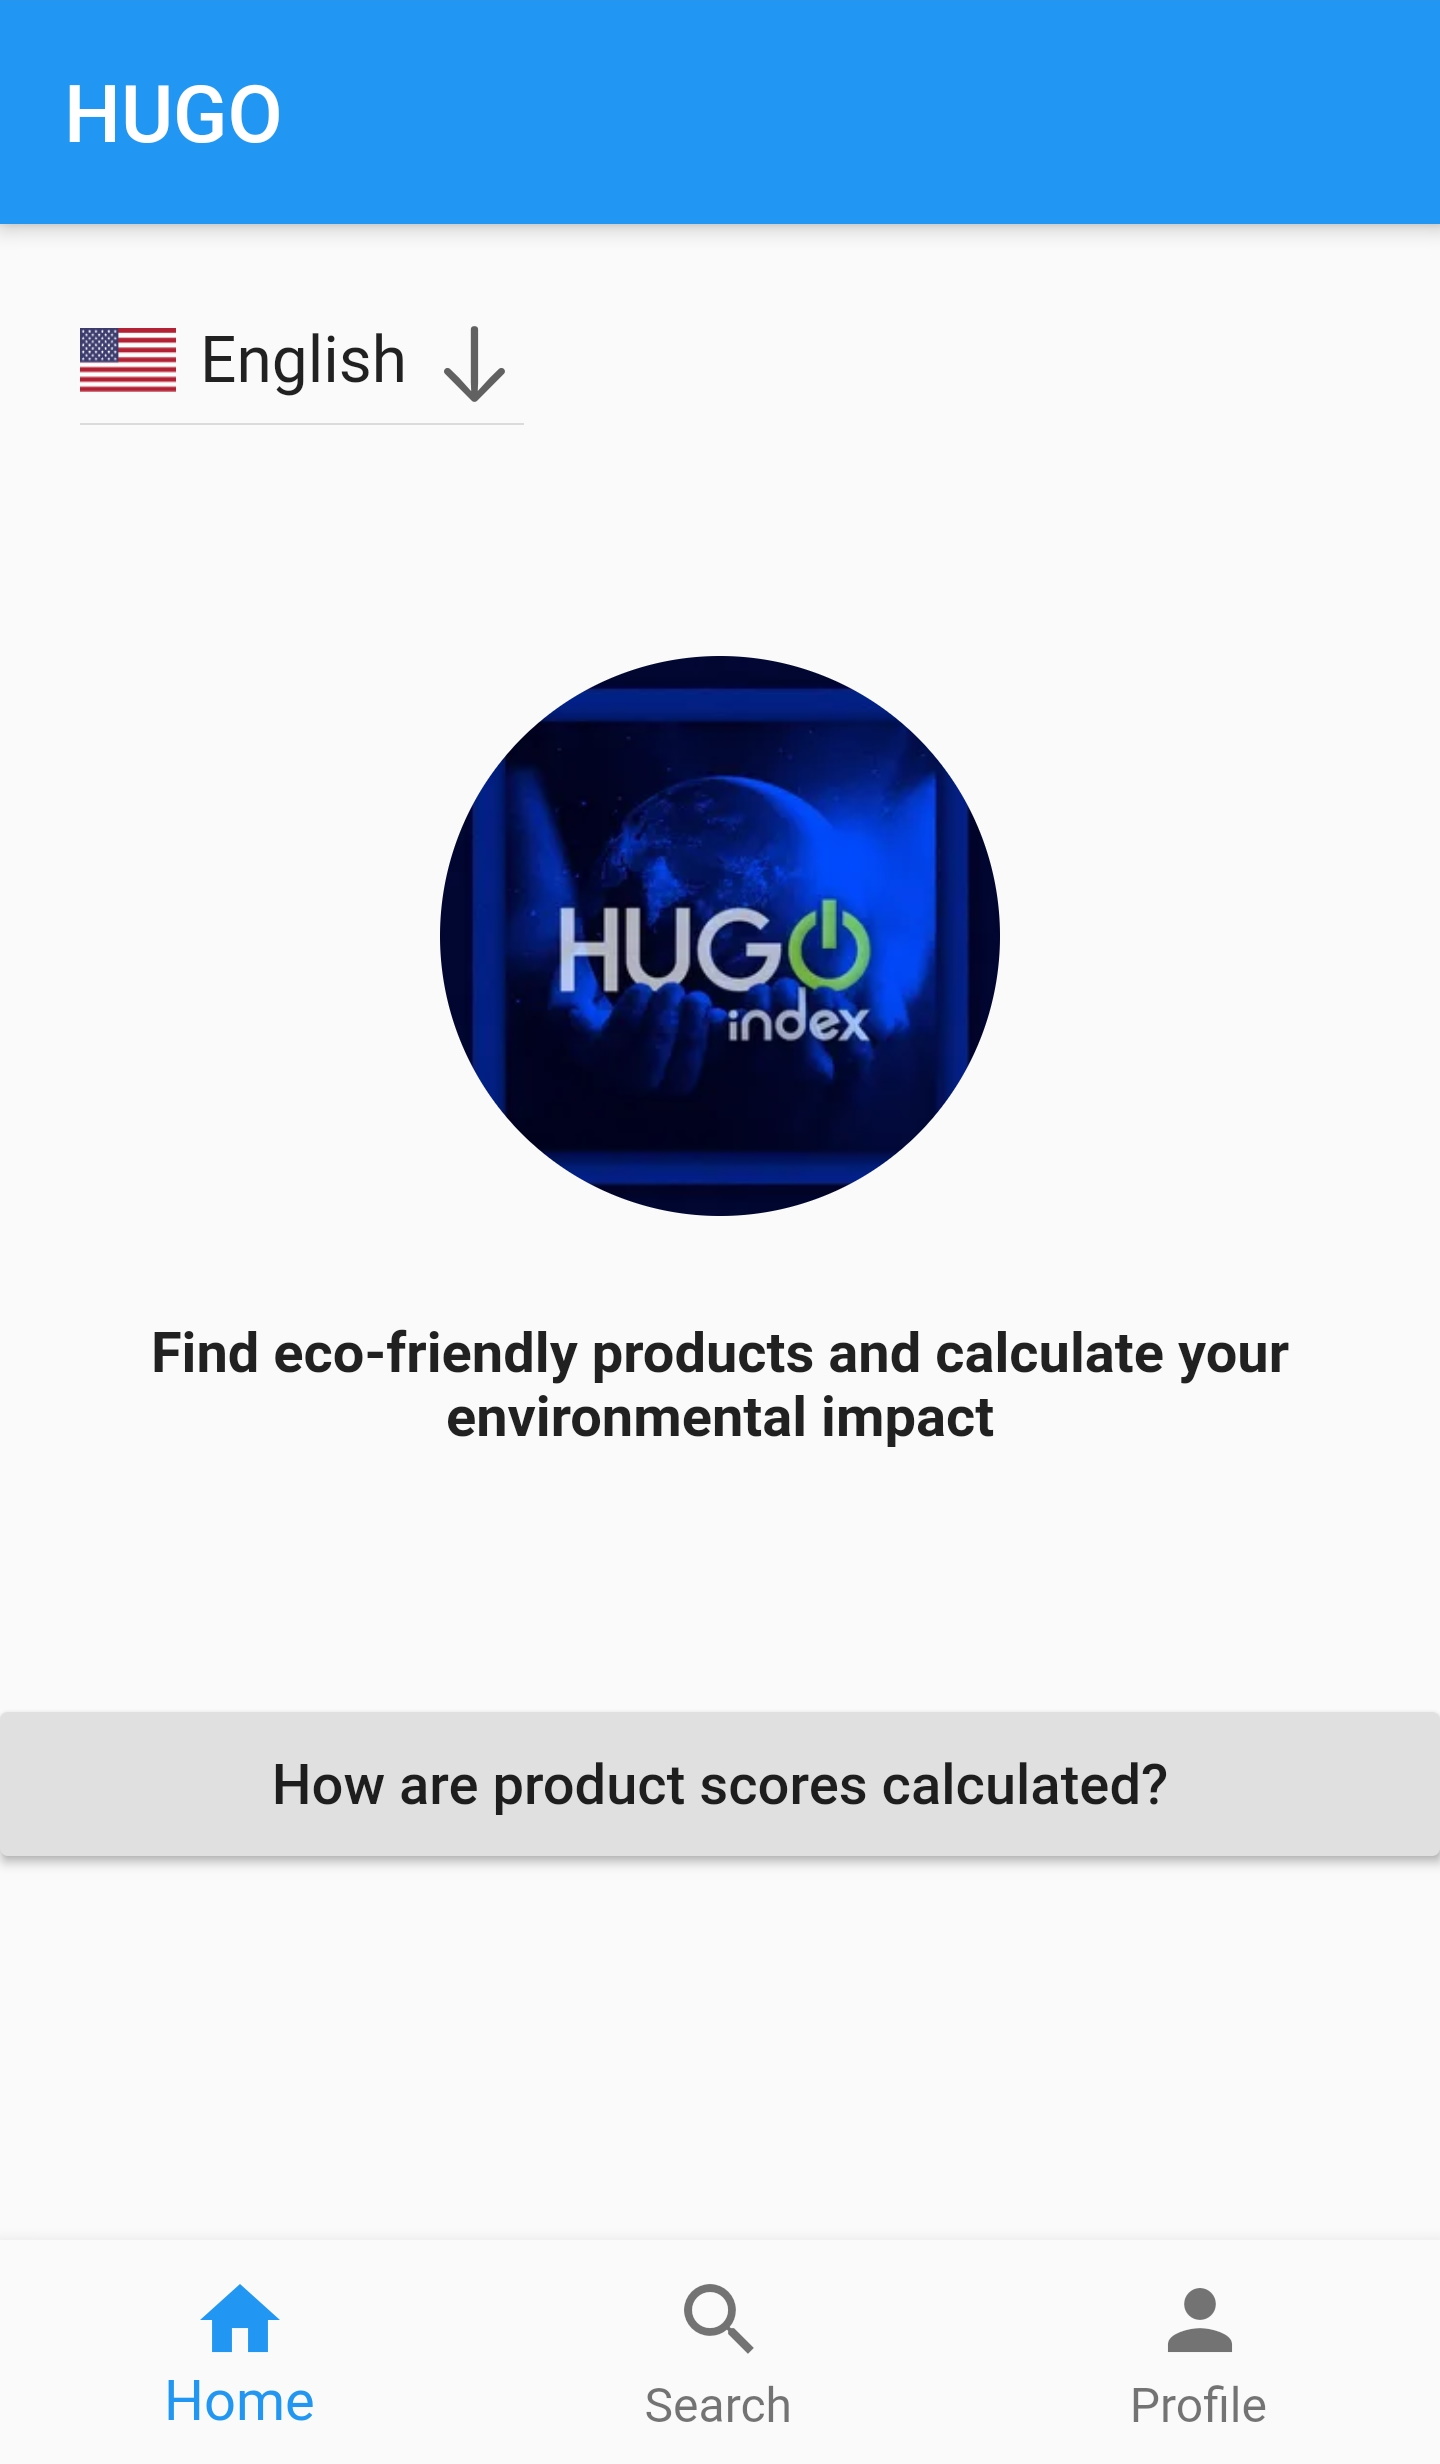 HUGO
English
HUGO
index
Find eco-friendly products and calculate your
environmental impact
How are product scores calculated?
Home
Search
Profile